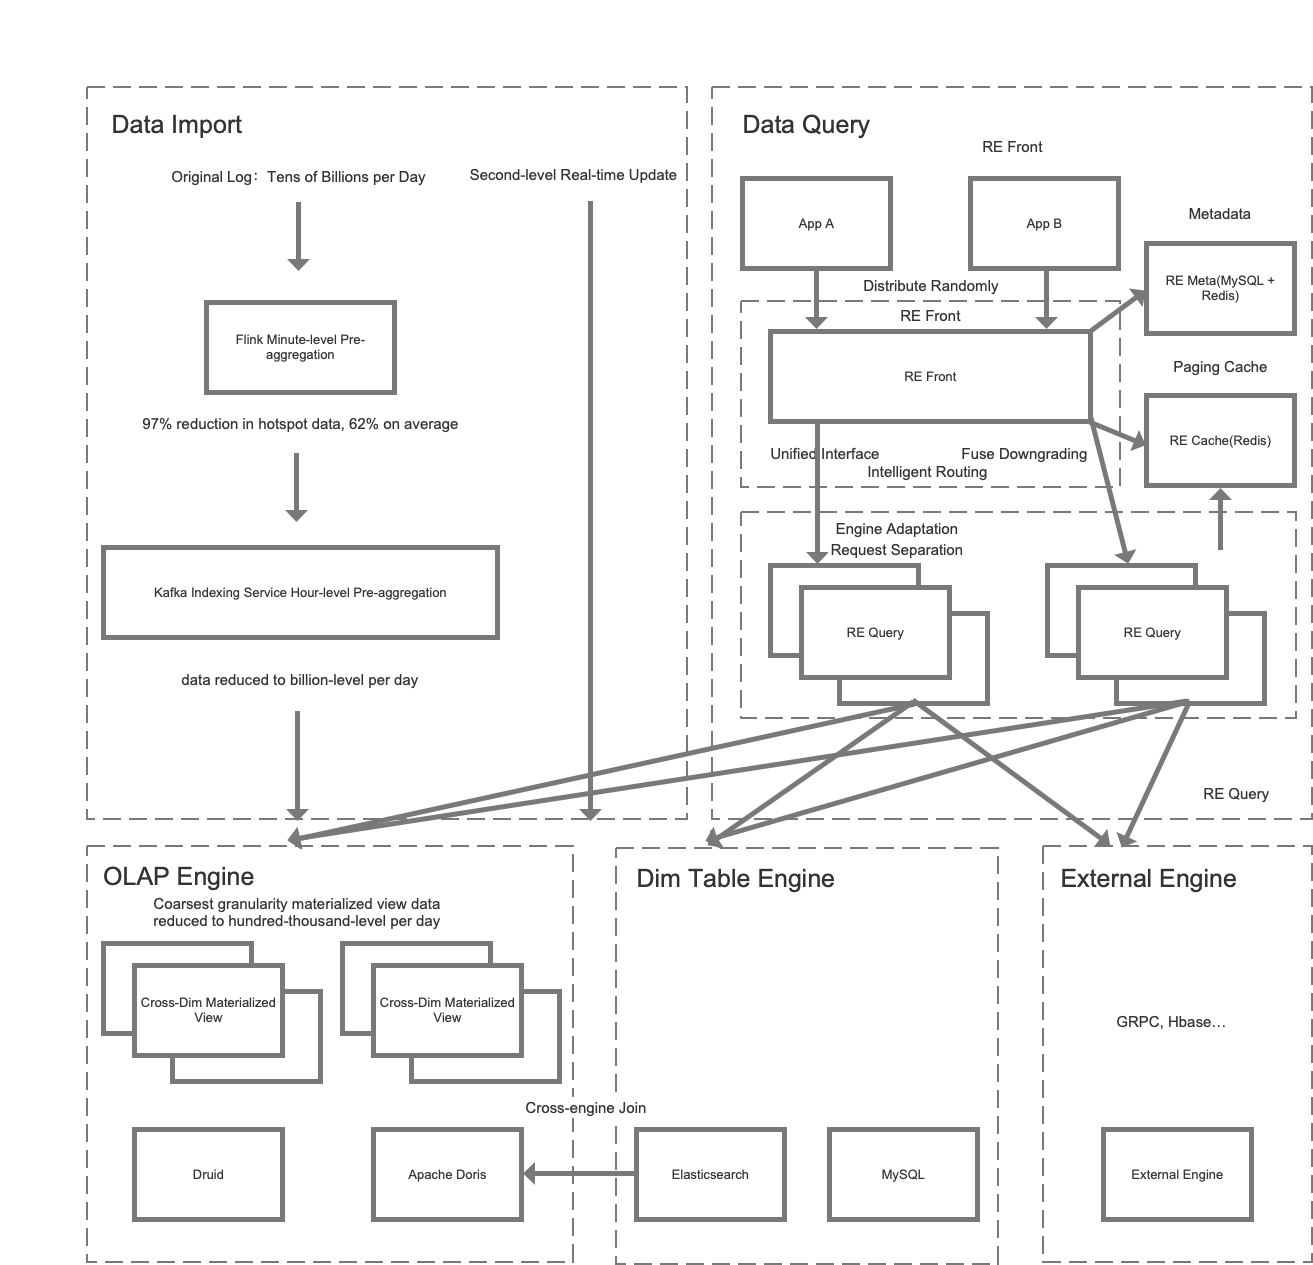 Data Import
Original Log：Tens of Billions per Day
Second-level Real-time Update
Flink Minute-level Pre-
aggregation
97% reduction in hotspot data, 62% on average
Kafka Indexing Service Hour-level Pre-aggregation
data reduced to billion-level per day
Data Query
RE Front
App A
App B
Metadata
RE Meta(MySQL +
Redis)
Distribute Randomly
RE Front
RE Front
Paging Cache
RE Cache(Redis)
Unified Interface
Fuse Downgrading
Intelligent Routing
Engine Adaptation
Request Separation
RE Query
RE Query
RE Query
OLAP Engine
Coarsest granularity materialized view data
reduced to hundred-thousand-level per day
Cross-Dim Materialized
View
Cross-Dim Materialized
View
Druid
Apache Doris
Cross-engine Join
Dim Table Engine
Elasticsearch
MySQL
External Engine
GRPC, Hbase…
External Engine